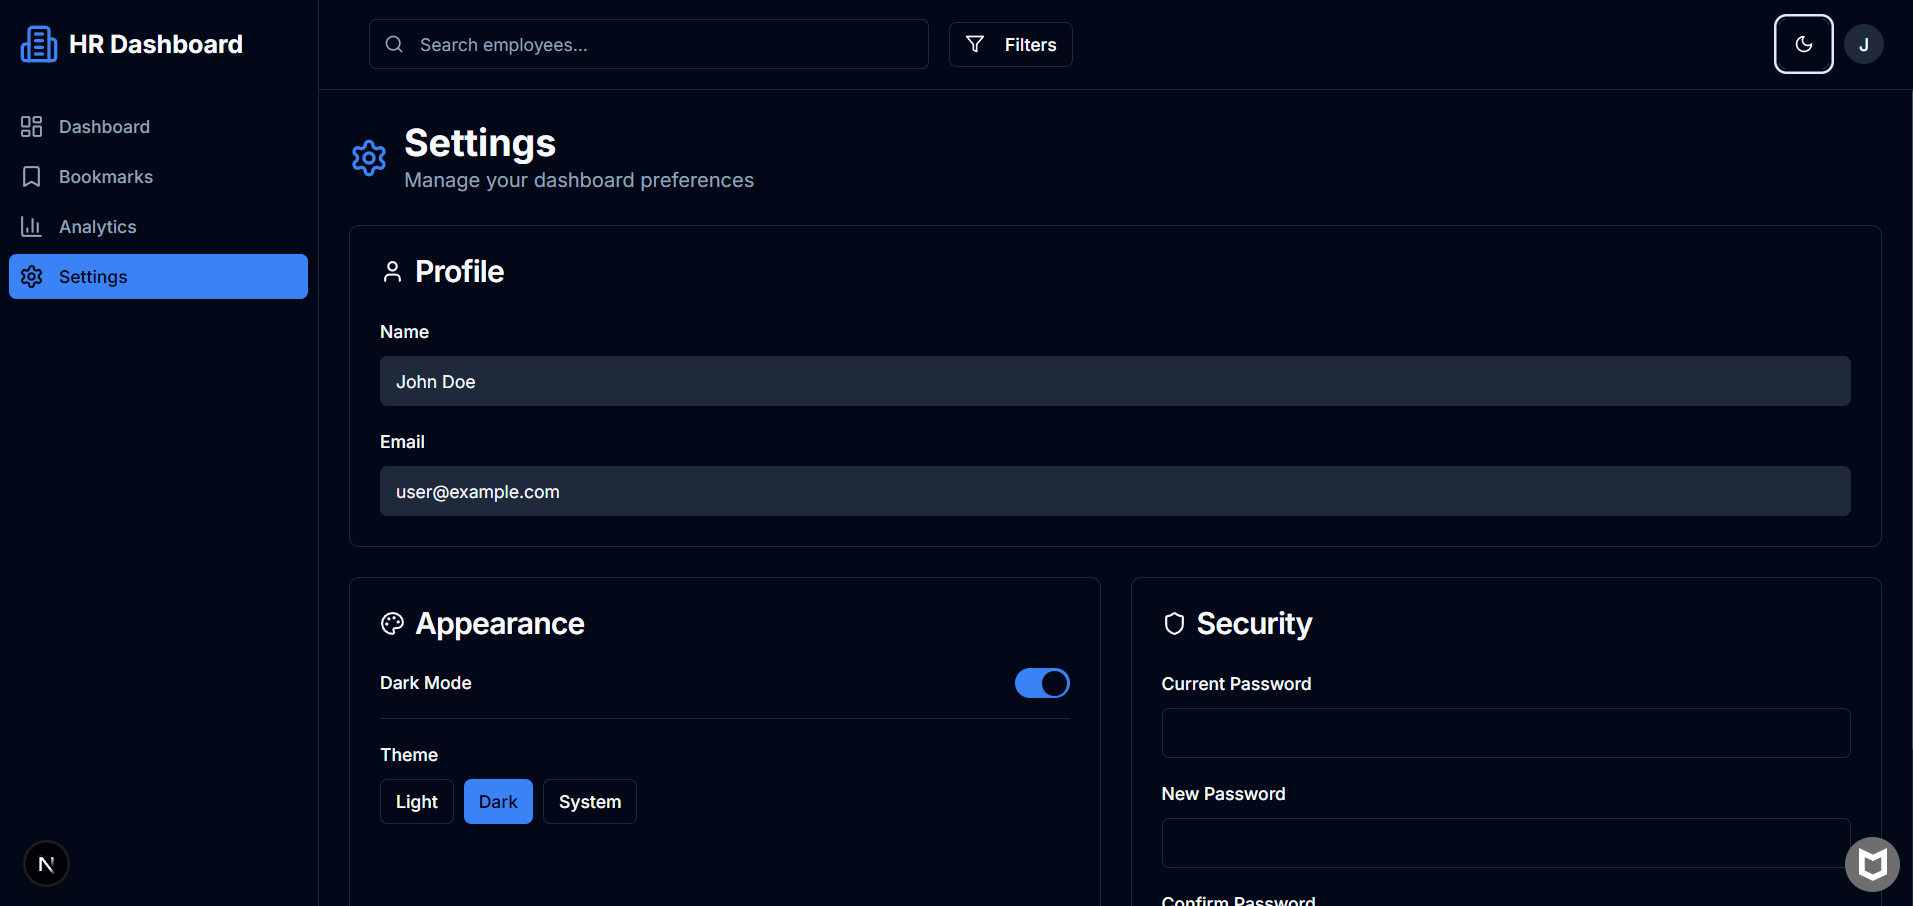 HR Dashboard
Search employees...
Filters
J
Dashboard
Bookmarks
Analytics
Settings
Settings
Manage your dashboard preferences
Profile
Name
John Doe
Email
user@example.com
Appearance
Dark Mode
Theme
Light
Dark
System
Security
Current Password
New Password
Confirm Password
N